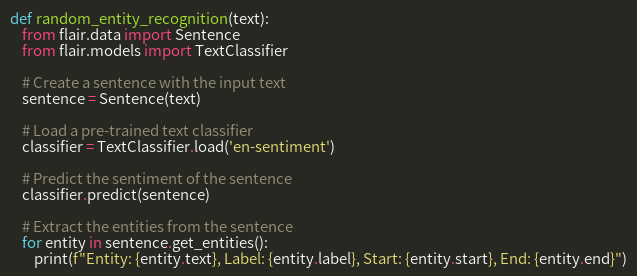 def random_entity_recognition(text):
from flair.data import Sentence
from flair.models import TextClassifier
# Create a sentence with the input text
sentence = Sentence(text)
# Load a pre-trained text classifier
classifier = TextClassifier.load('en-sentiment')
# Predict the sentiment of the sentence
classifier.predict(sentence)
# Extract the entities from the sentence
for entity in sentence.get_entities():
print(f"Entity: {entity.text}, Label: {entity.label}, Start: {entity.start}, End: {entity.end}")